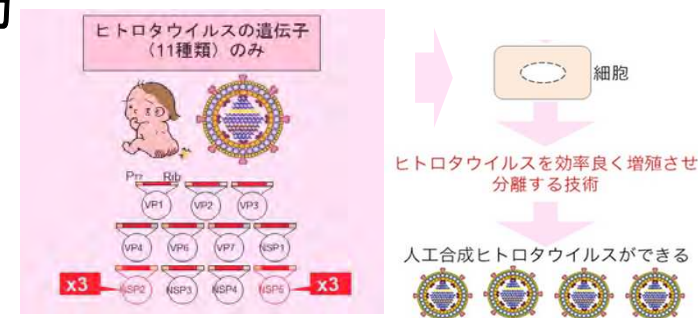 ヒトロタウイルスの遺伝子
（11種類）のみ
PT7 Rib
VP1 VP2 VP3
VP4 VP6 VP7 NSP1
x3 NSP2 NSP3 NSP4 NSP5 x3
細胞
ヒトロタウイルスを効率良く増殖させ
分離する技術
人工合成ヒトロタウイルスができる